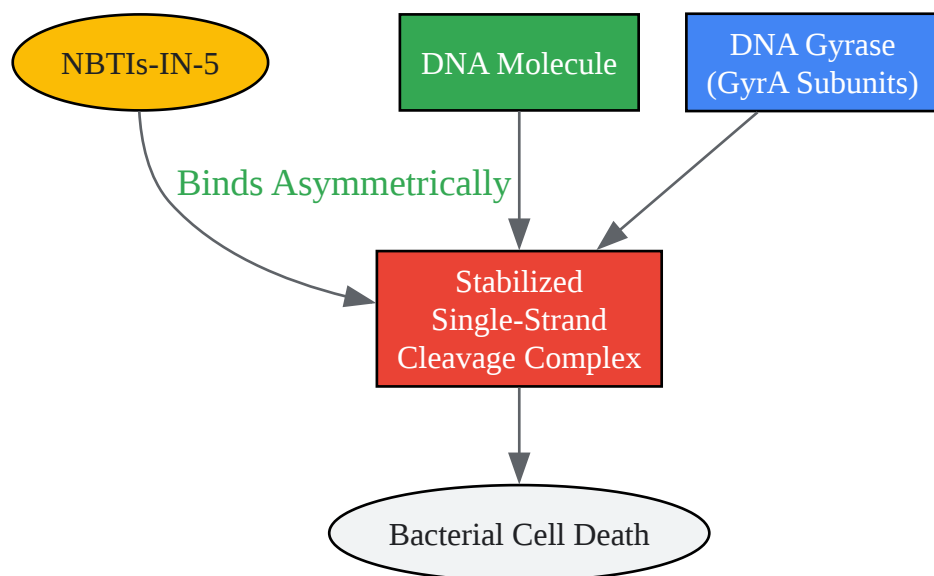 NBTIs-IN-5
DNA Molecule
DNA Gyrase
(GyrA Subunits)
Binds Asymmetrically
Stabilized
Single-Strand
Cleavage Complex
Bacterial Cell Death